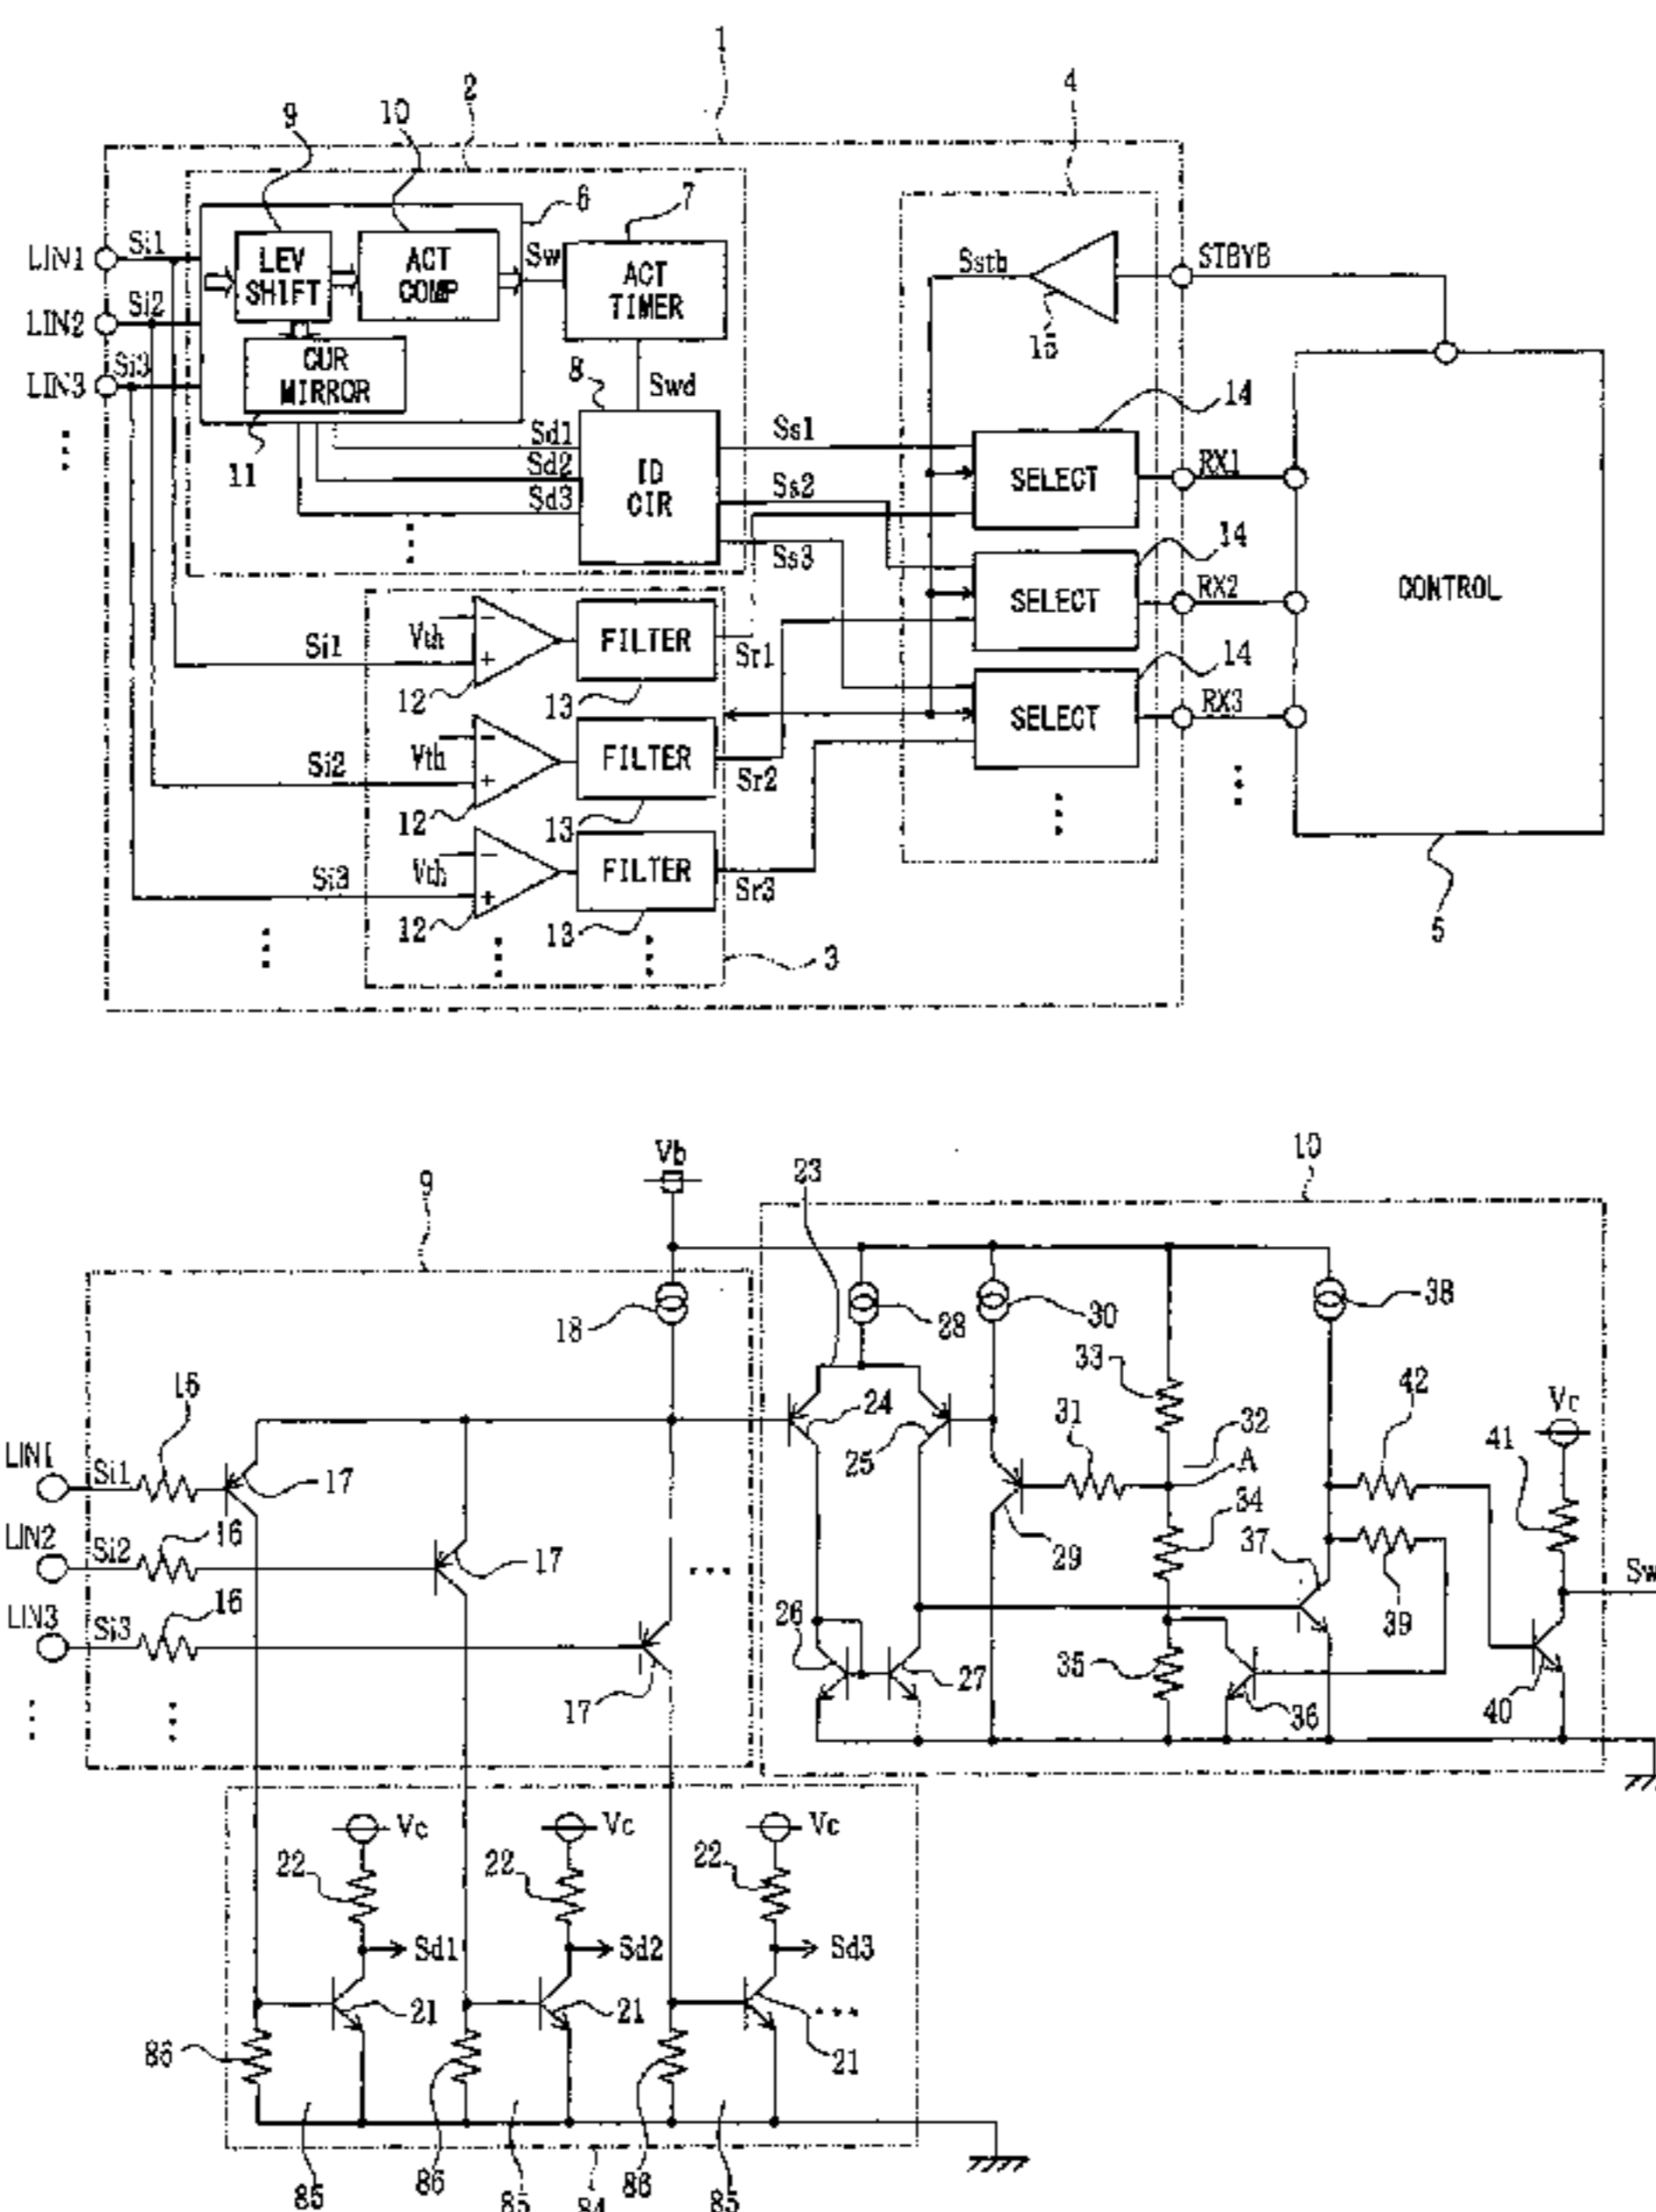 1
2
4
9
10
6
7
LIN1
Si1
LEV
SHIFT
ACT
COMP
Sw
ACT
TIMER
Sstb
15
STBYB
LIN2
Si2
LIN3
Si3
CUR
MIRROR
11
8
Swd
Sd1
Sd2
Sd3
ID
CIR
Ss1
Ss2
Ss3
14
SELECT
RX1
14
SELECT
RX2
14
SELECT
RX3
CONTROL
5
Si1
Vth
-
+
12
FILTER
13
Sr1
Si2
Vth
-
+
12
FILTER
13
Sr2
Si3
Vth
-
+
12
FILTER
13
Sr3
3
Vb
9
23
10
18
28
30
38
33
16
24
31
32
42
Vc
LIN1
Si1
17
25
A
41
LIN2
Si2
16
17
34
29
37
Sw
LIN3
Si3
16
26
39
17
27
35
36
40
Vc
Vc
Vc
22
22
22
Sd1
Sd2
Sd3
21
21
21
86
86
86
85
85
84
85